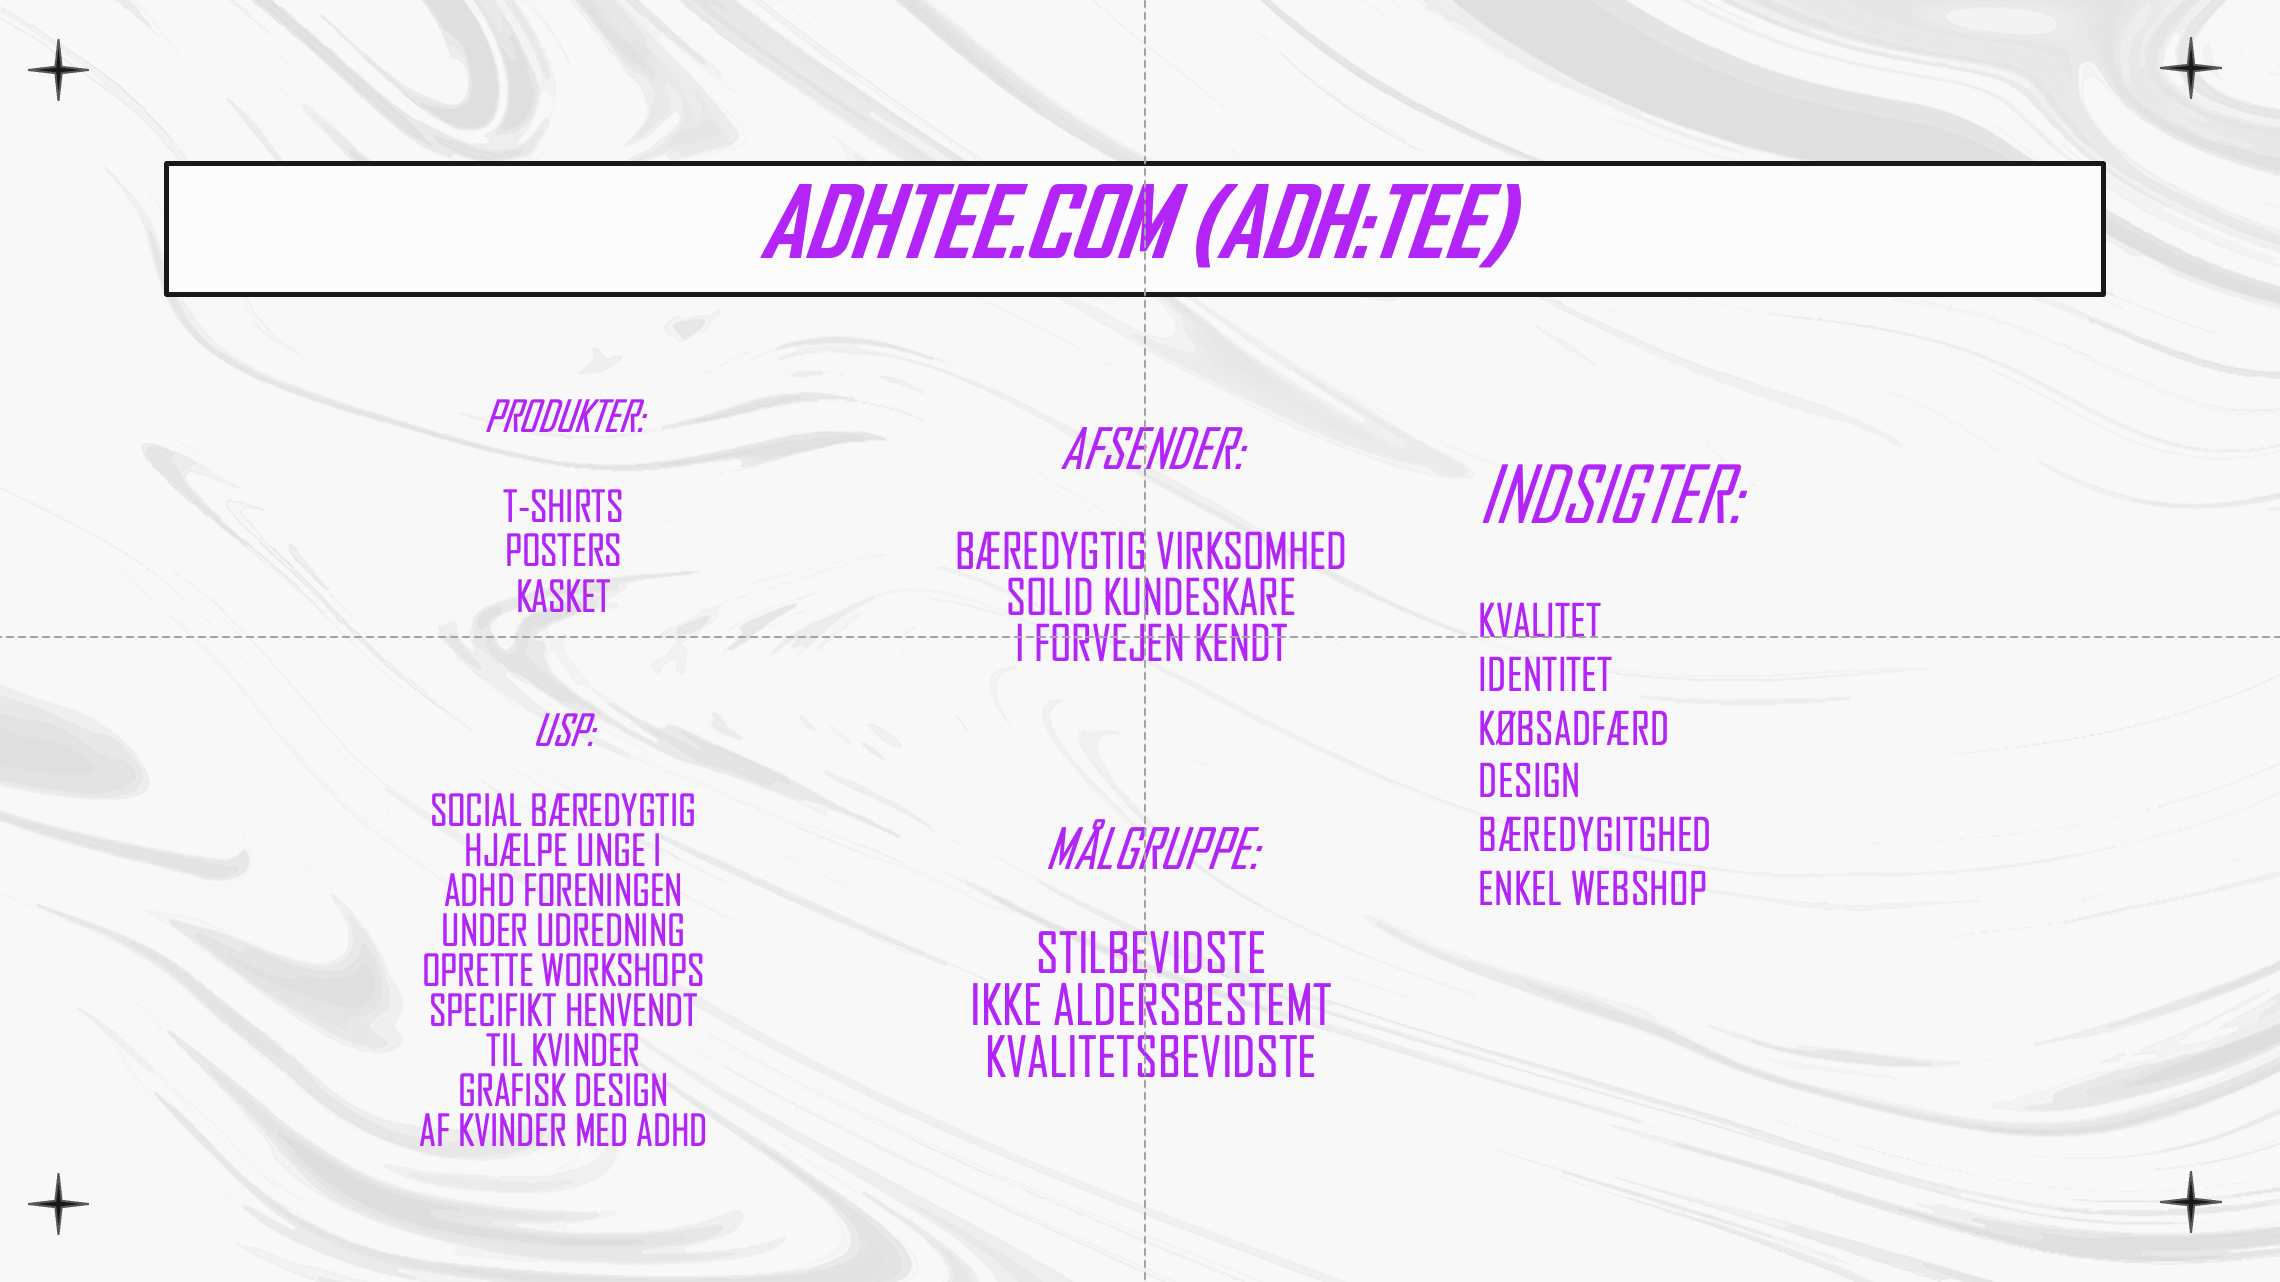 ADHTEE.COM (ADH:TEE)
PRODUKTER:
T-SHIRTS
POSTERS
KASKET
USP:
SOCIAL BÆREDYGTIG
HJÆLPE UNGE I
ADHD FORENINGEN
UNDER UDREDNING
OPRETTE WORKSHOPS
SPECIFIKT HENVENDT
TIL KVINDER
GRAFISK DESIGN
AF KVINDER MED ADHD
AFSENDER:
BÆREDYGTIG VIRKSOMHED
SOLID KUNDESKARE
I FORVEJEN KENDT
MÅLGRUPPE:
STILBEVIDSTE
IKKE ALDERSBESTEMT
KVALITETSBEVIDSTE
INDSIGTER:
KVALITET
IDENTITET
KØBSADFÆRD
DESIGN
BÆREDYGITGHED
ENKEL WEBSHOP